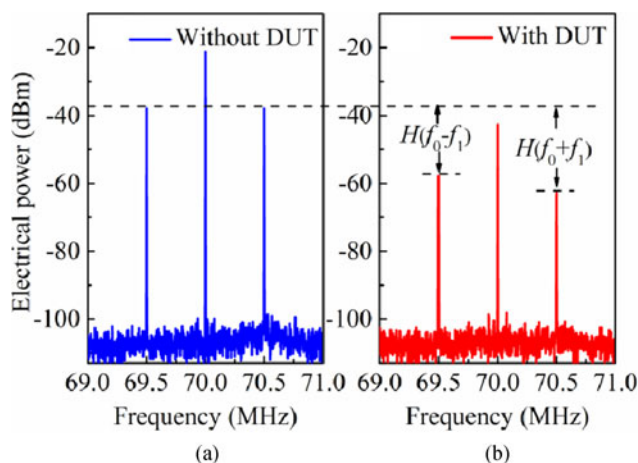 Without DUT
With DUT
Electrical power (dBm)
-20
-40
-60
-80
-100
-20
-40
-60
-80
-100
H(f0-f1)
H(f0+f1)
69.0 69.5 70.0 70.5 71.0
69.0 69.5 70.0 70.5 71.0
Frequency (MHz)
Frequency (MHz)
(a)
(b)